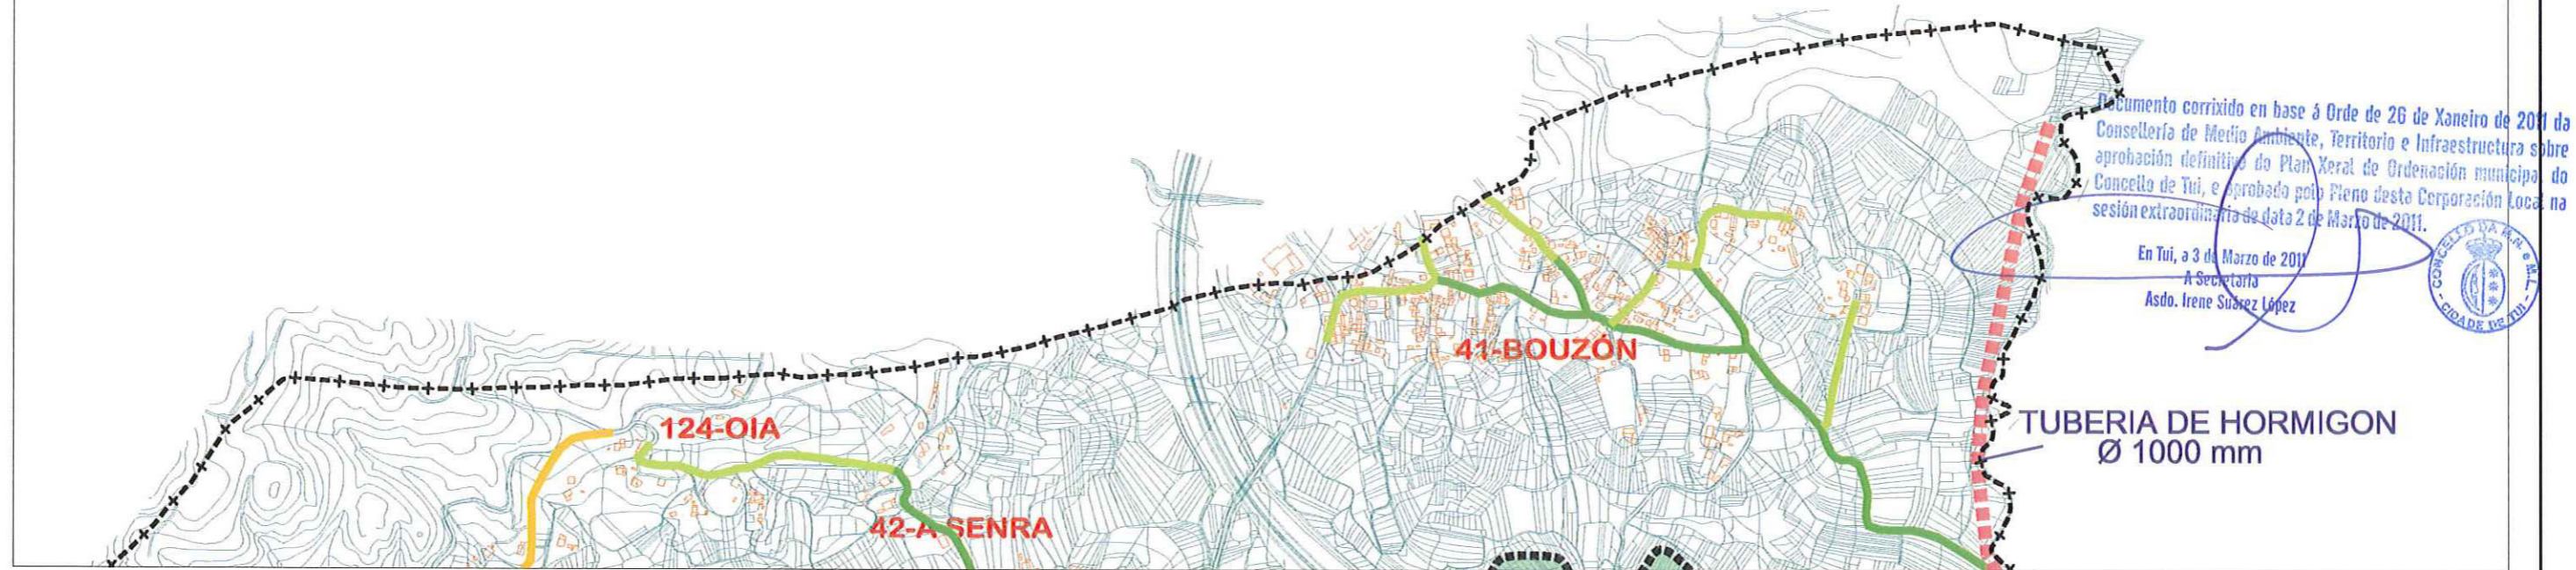 Documento corrixido en base á Orde de 26 de Xaneiro de 2011 da
Consellería de Medio Ambiente, Territorio e Infraestructura sobre
aprobación definitiva do Plan Xeral de Ordenación municipal do
Concello de Tui, e aprobado polo Pleno desta Corporación Local na
sesión extraordinaria de data 2 de Marzo de 2011.
En Tui, a 3 de Marzo de 2011
A Secretaria
Asdo. Irene Suárez López
CONCELLO DA M.N. e M.L. - CIDADE DE TUI -
41-BOUZÓN
TUBERIA DE HORMIGON
Ø 1000 mm
124-OIA
42-A SENRA